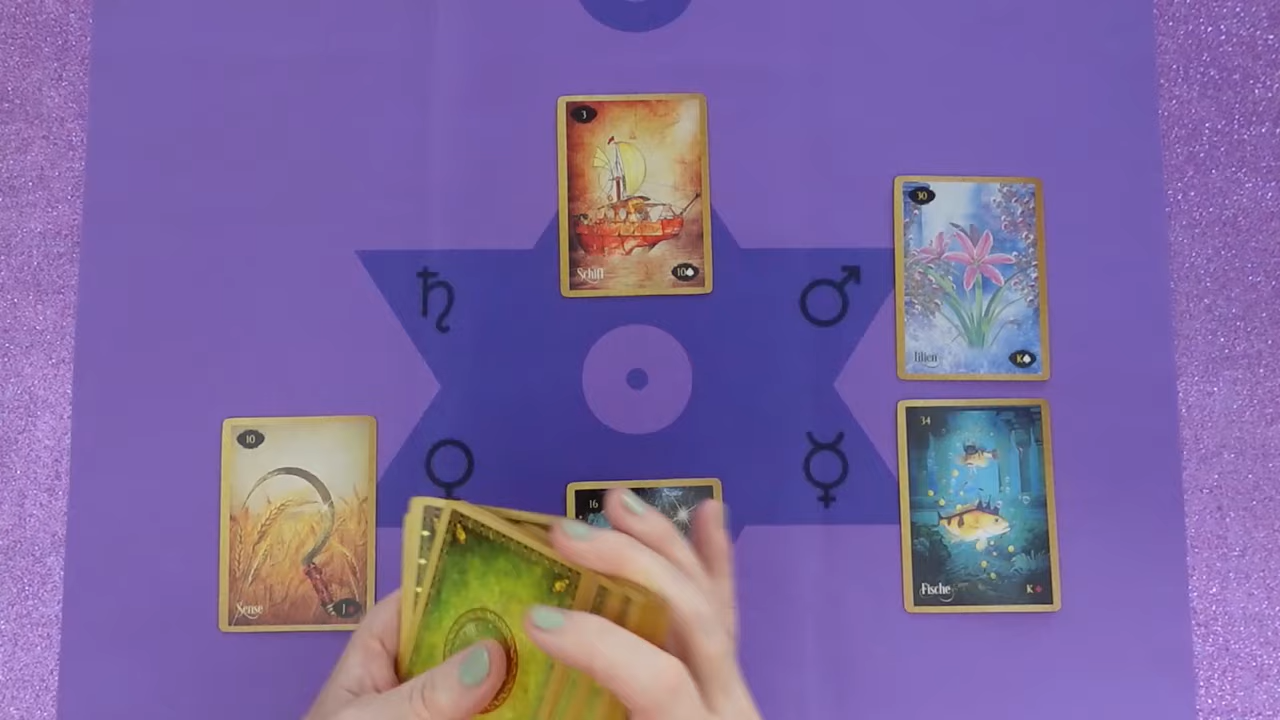 3
Schiff
10♠
30
Lilien
K♠
10
Sense
J♦
16
34
Fische
K♦